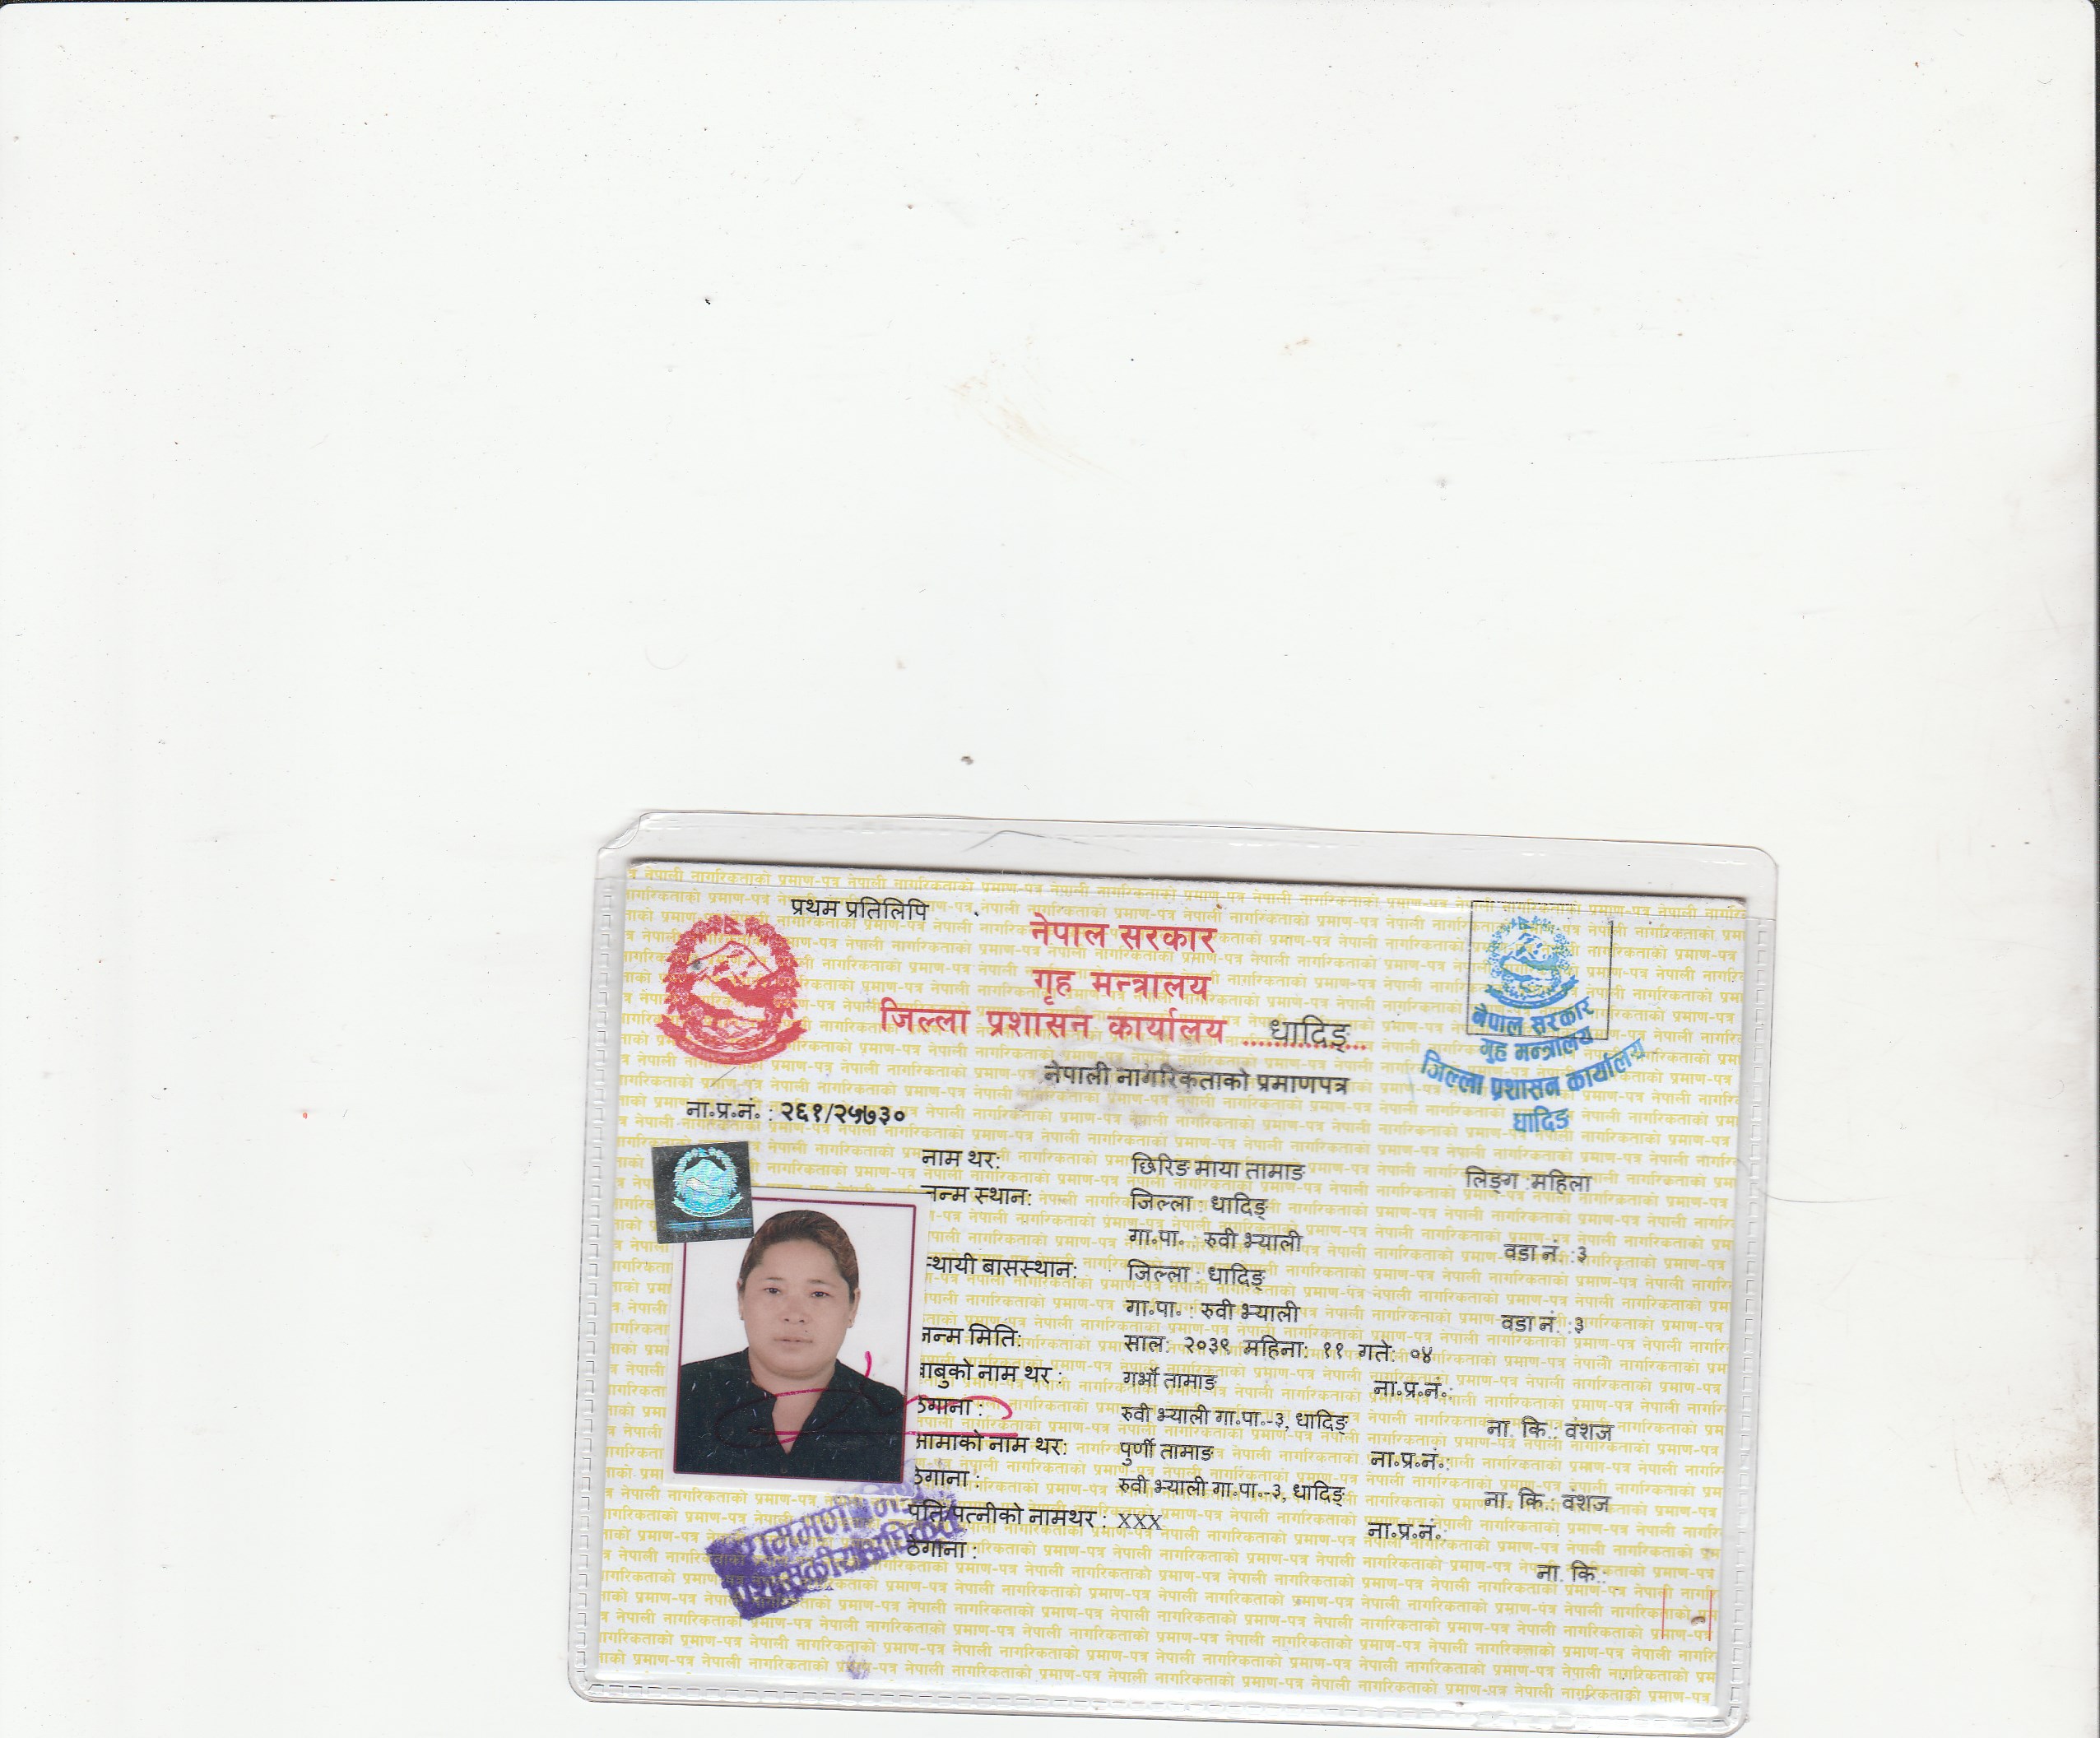 प्रथम प्रतिलिपि
नेपाल सरकार
गृह मन्त्रालय
जिल्ला प्रशासन कार्यालय ....धादिङ्....
नेपाली नागरिकताको प्रमाणपत्र
नेपाल सरकार
गृह मन्त्रालय
जिल्ला प्रशासन कार्यालय
धादिङ
ना॰प्र॰नं॰ : २६१/२५७३०
नाम थर: छिरिङ माया तामाङ लिङ्ग :महिला
जन्म स्थान: जिल्ला : धादिङ्
गा॰पा॰ : रुवी भ्याली वडा नं :३
स्थायी बासस्थान: जिल्ला : धादिङ्
गा॰पा॰ : रुवी भ्याली वडा नं :३
जन्म मिति: साल: २०३९ महिना: ११ गते: ०४
बाबुको नाम थर : गर्भो तामाङ ना॰प्र॰नं॰:
ठेगाना : रुवी भ्याली गा॰पा॰-३, धादिङ् ना. कि.: वंशज
आमाको नाम थर: पुर्णी तामाङ ना॰प्र॰नं॰:
ठेगाना : रुवी भ्याली गा॰पा॰-३, धादिङ् ना. कि.: वंशज
पति/पत्नीको नामथर : XXX ना॰प्र॰नं॰:
ठेगाना : ना. कि.: